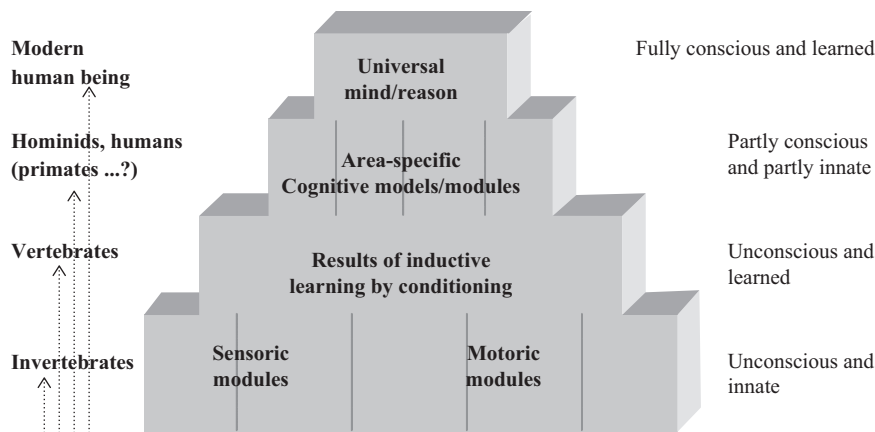 Modern
human being
Universal
mind/reason
Fully conscious and learned
Hominids, humans
(primates ...?)
Area-specific
Cognitive models/modules
Partly conscious
and partly innate
Vertebrates
Results of inductive
learning by conditioning
Unconscious and
learned
Invertebrates
Sensoric
modules
Motoric
modules
Unconscious and
innate